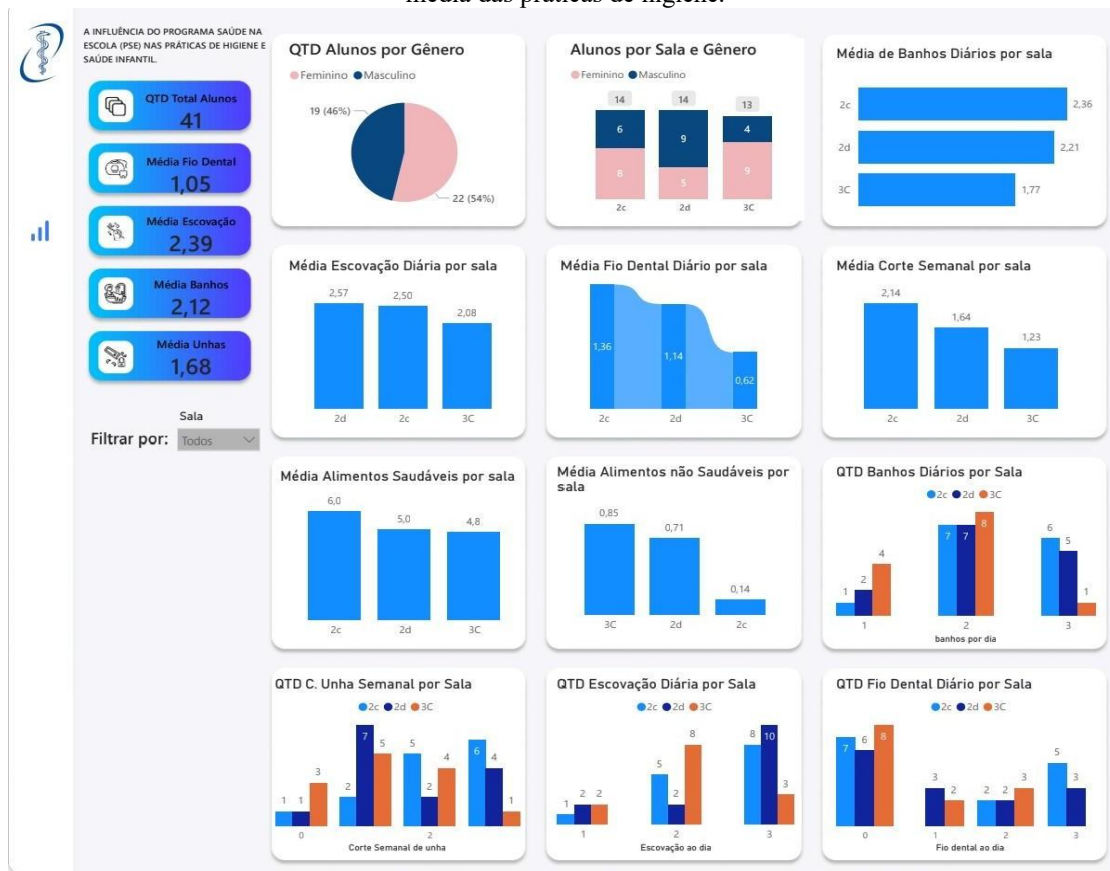 média das práticas de higiene.
A INFLUÊNCIA DO PROGRAMA SAÚDE NA
ESCOLA (PSE) NAS PRÁTICAS DE HIGIENE E
SAÚDE INFANTIL.
QTD Total Alunos
41
Média Fio Dental
1,05
Média Escovação
2,39
Média Banhos
2,12
Média Unhas
1,68
Sala
Filtrar por: Todos
QTD Alunos por Gênero
Feminino Masculino
19 (46%)
22 (54%)
Alunos por Sala e Gênero
Feminino Masculino
14 14 13
6 9 4
8 5 9
2c 2d 3C
Média de Banhos Diários por sala
2c 2,36
2d 2,21
3C 1,77
Média Escovação Diária por sala
2,57 2,50 2,08
2d 2c 3C
Média Fio Dental Diário por sala
1,36 1,14 0,62
2c 2d 3C
Média Corte Semanal por sala
2,14 1,64 1,23
2c 2d 3C
Média Alimentos Saudáveis por sala
6,0 5,0 4,8
2c 2d 3C
Média Alimentos não Saudáveis por
sala
0,85 0,71 0,14
3C 2d 2c
QTD Banhos Diários por Sala
2c 2d 3C
1 2 4 7 7 8 6 5 1
1 2 3
banhos por dia
QTD C. Unha Semanal por Sala
2c 2d 3C
1 1 3 2 7 5 5 2 4 6 4 1
0 2
Corte Semanal de unha
QTD Escovação Diária por Sala
2c 2d 3C
1 2 2 5 2 8 8 10 3
1 2 3
Escovação ao dia
QTD Fio Dental Diário por Sala
2c 2d 3C
7 6 8 3 2 2 2 3 5 3
0 1 2 3
Fio dental ao dia